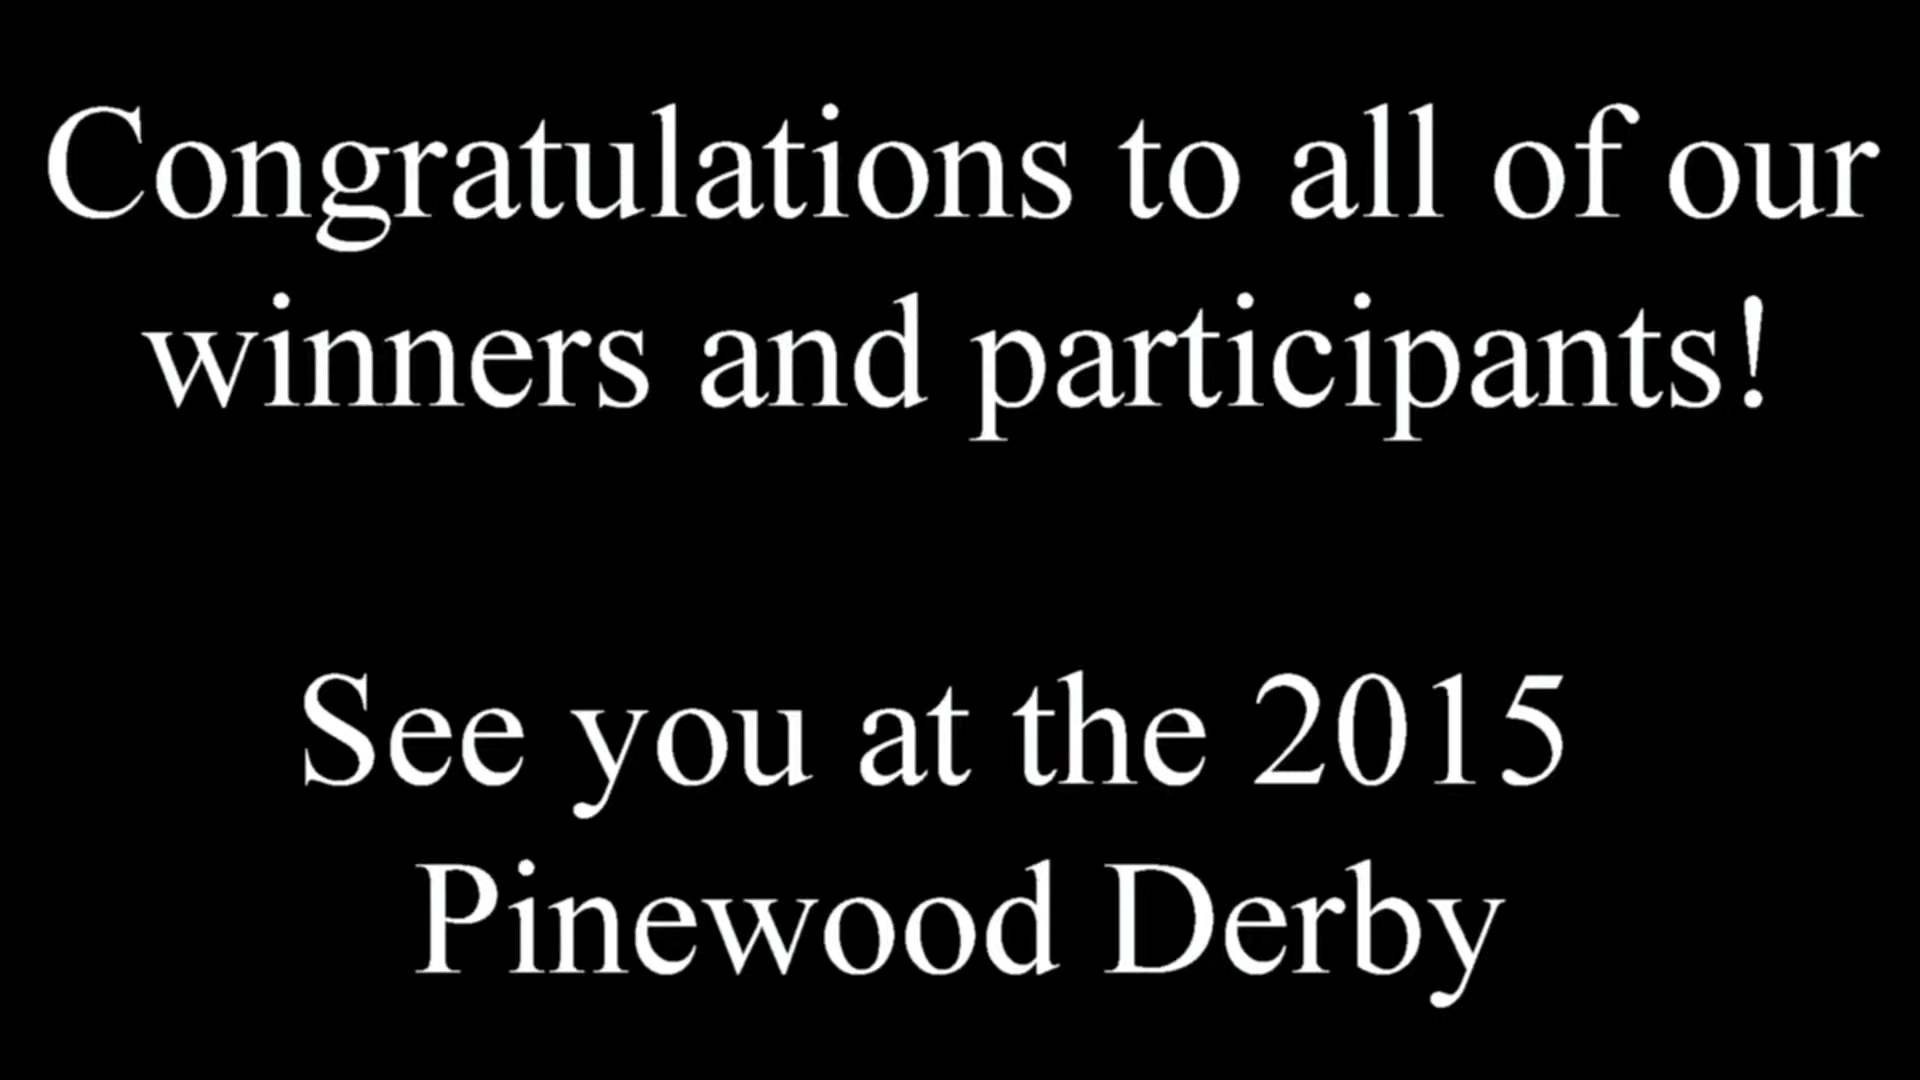 Congratulations to all of our
winners and participants!
See you at the 2015
Pinewood Derby